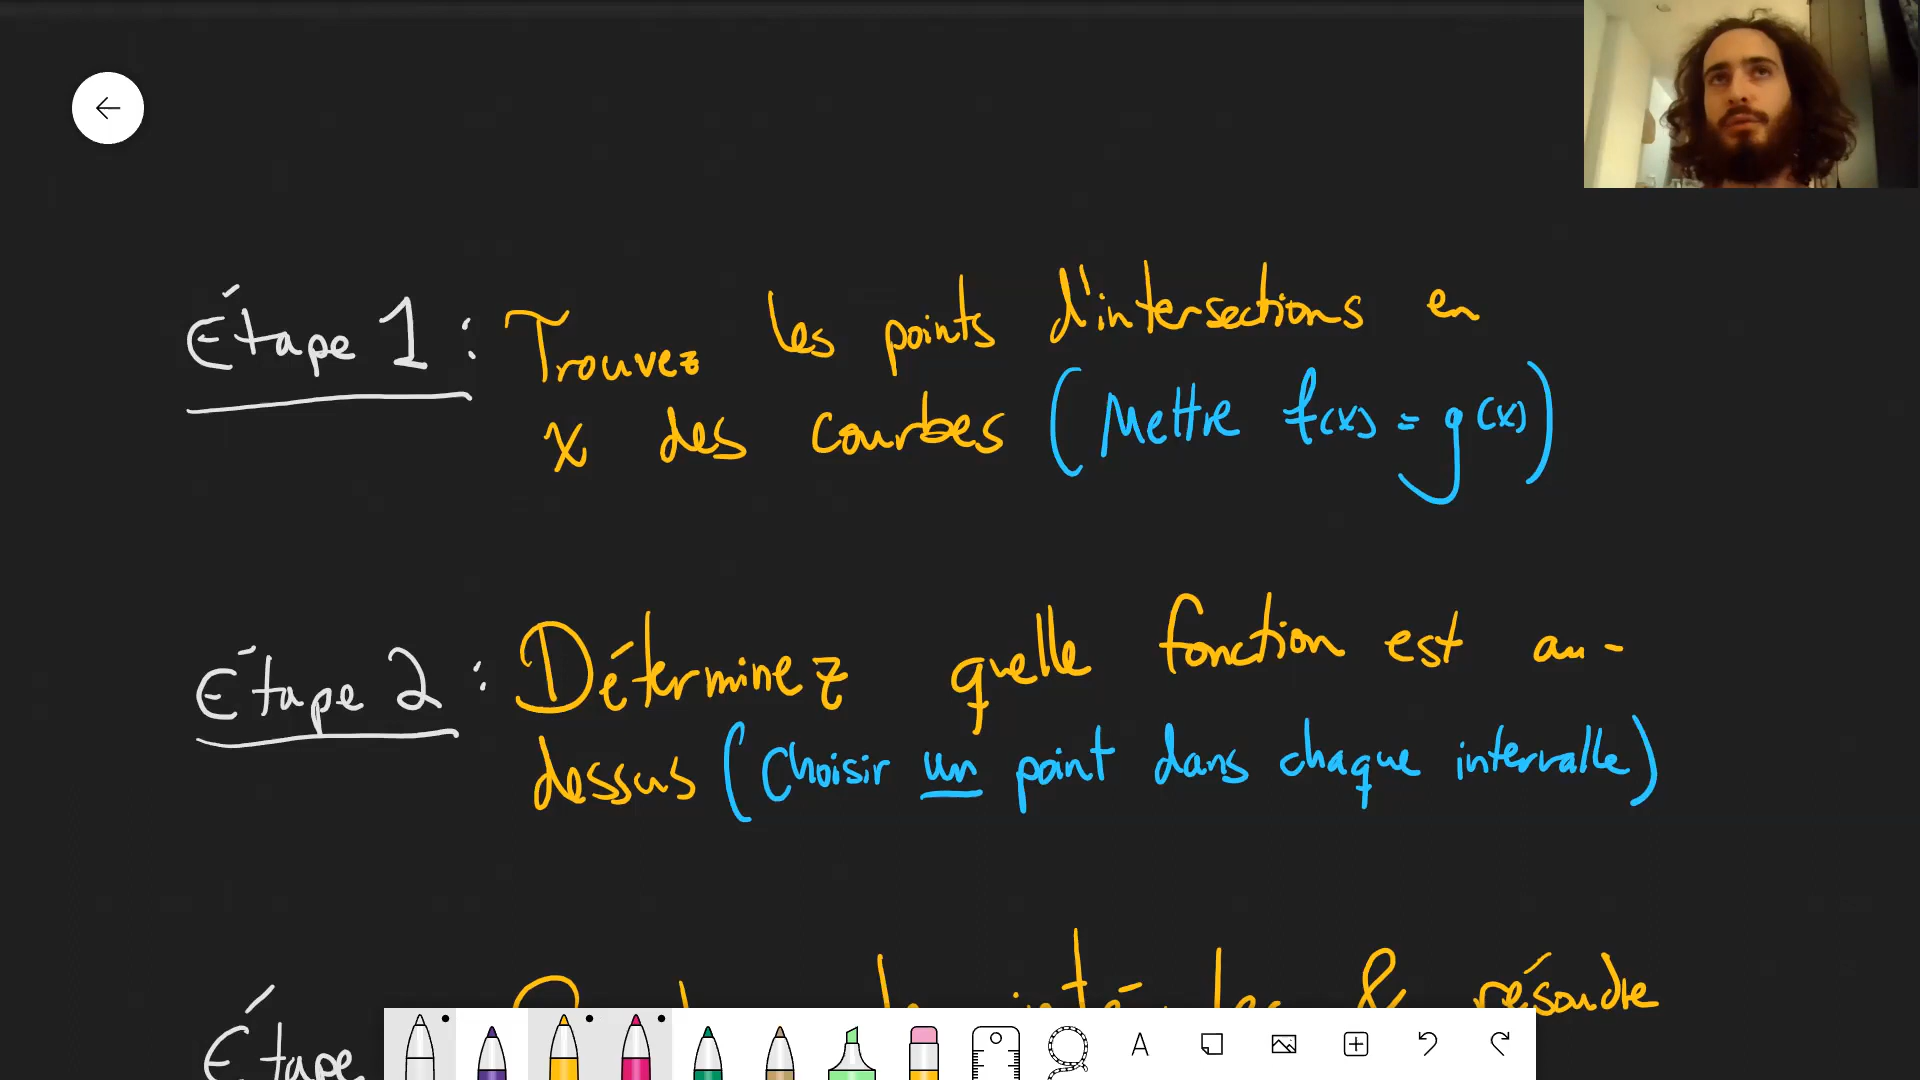 Étape 1 : Trouvez les points d'intersections en
x des courbes (Mettre f(x) = g(x))
Étape 2 : Déterminez quelle fonction est au-
dessus (Choisir un point dans chaque intervalle)
Étape & résoudre
A